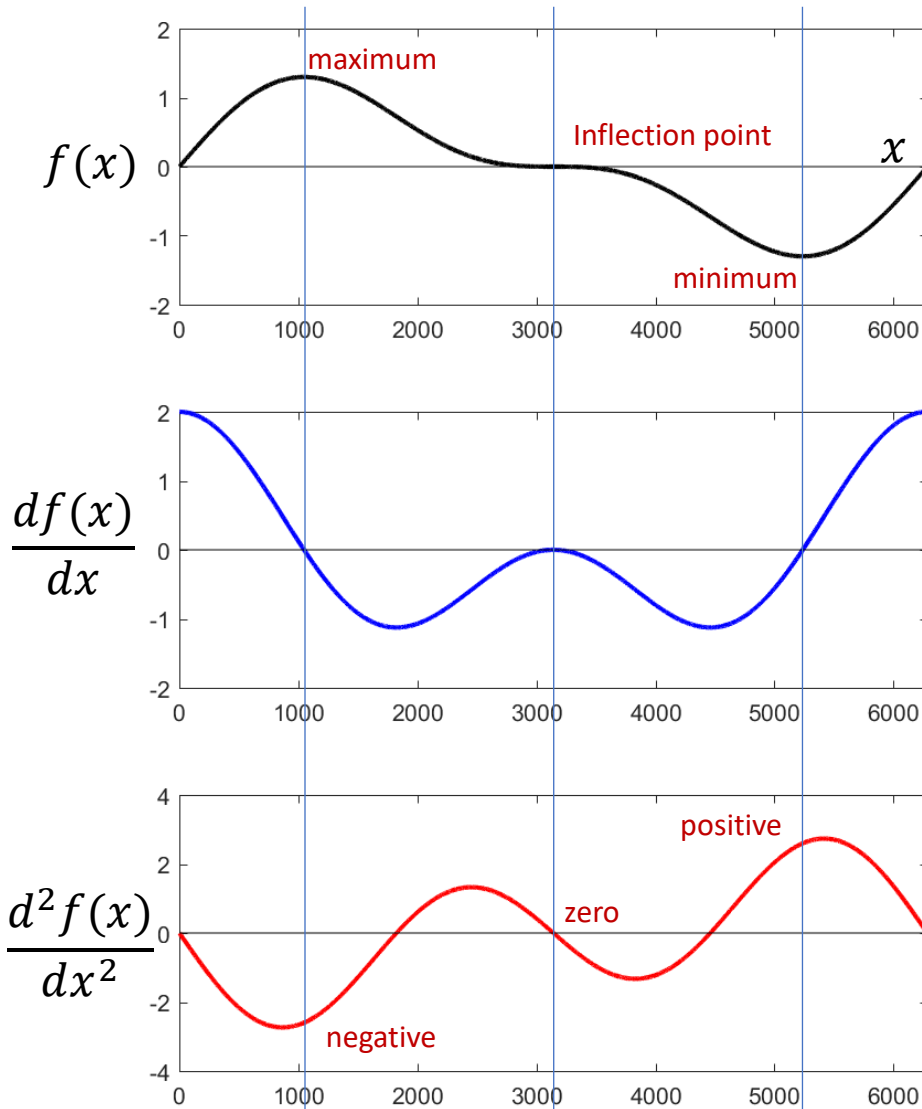 2
maximum
1
Inflection point
x
f(x)
0
-1
minimum
-2
0 1000 2000 3000 4000 5000 6000
2
1
df(x)
dx
0
-1
-2
0 1000 2000 3000 4000 5000 6000
4
positive
2
zero
d²f(x)
dx²
0
-2
negative
-4
0 1000 2000 3000 4000 5000 6000